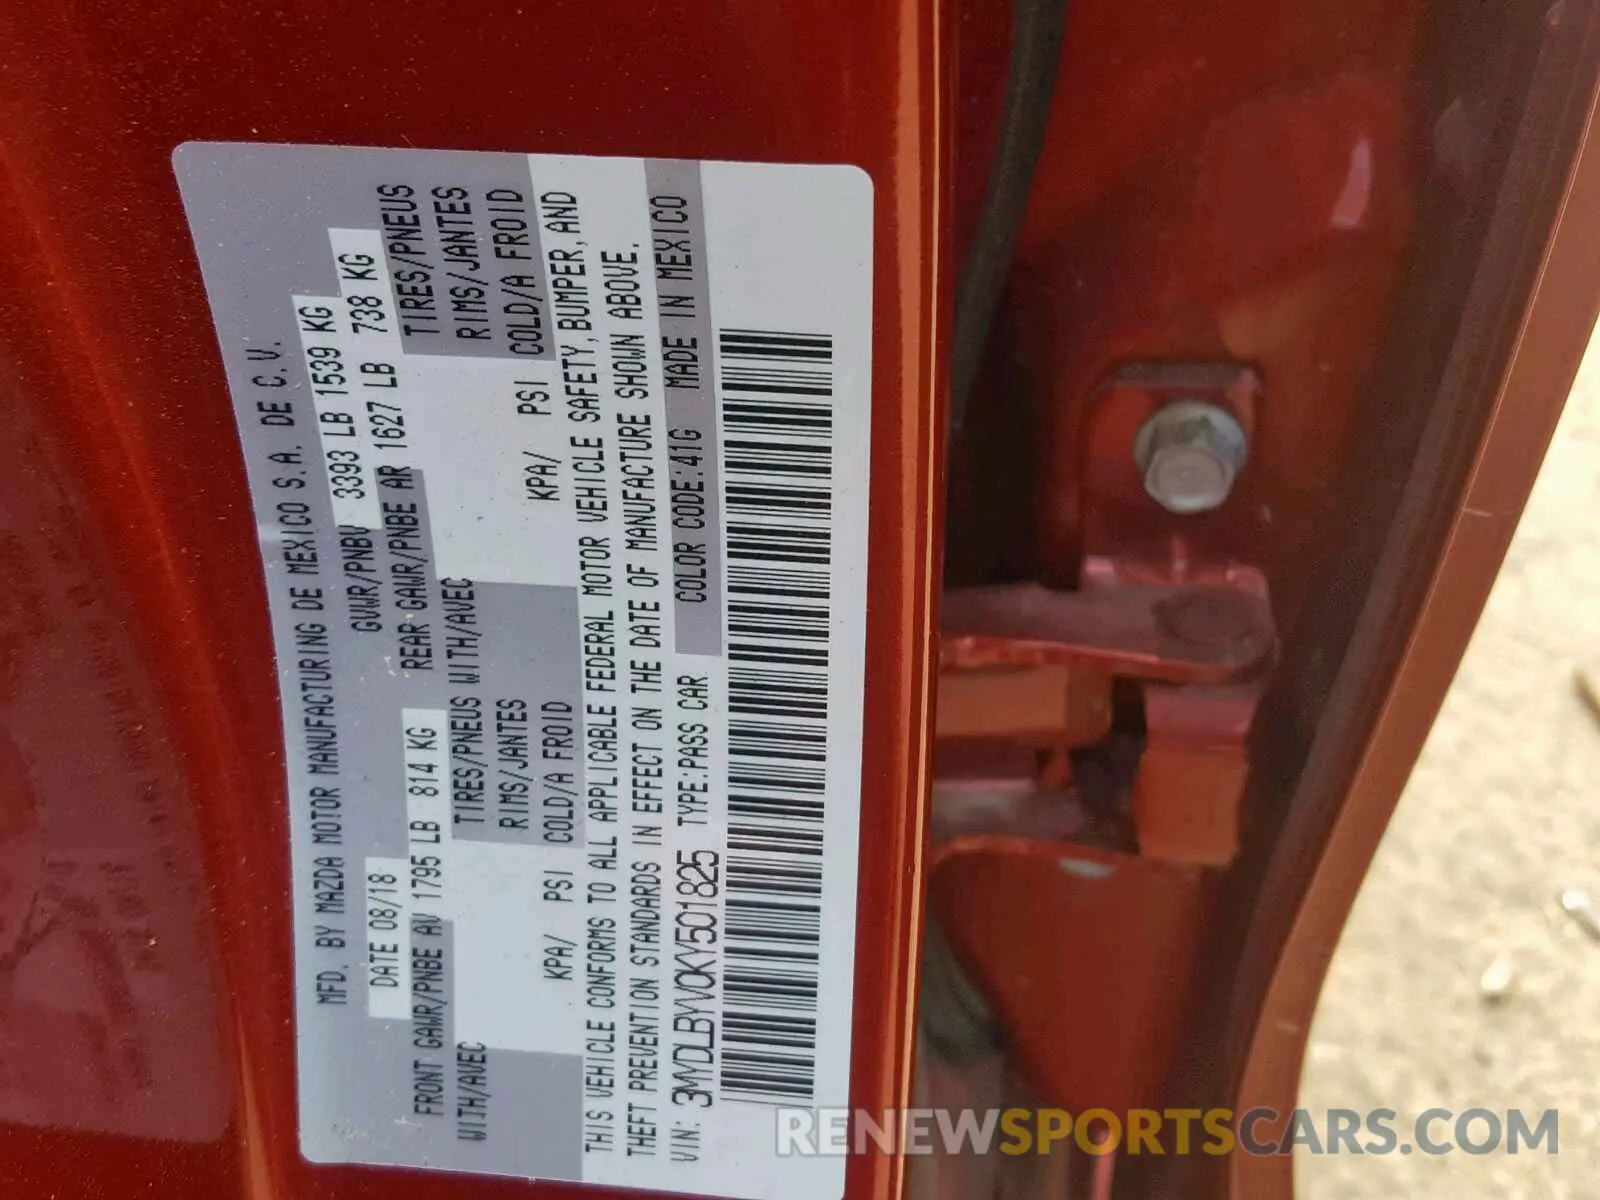 MFD. BY MAZDA MOTOR MANUFACTURING DE MEXICO S.A. DE C.V.
DATE 08/18 GVWR/PNBV 3393 LB 1539 KG
FRONT GAWR/PNBE AV 1795 LB 814 KG REAR GAWR/PNBE AR 1627 LB 738 KG
WITH/AVEC TIRES/PNEUS WITH/AVEC TIRES/PNEUS
RIMS/JANTES RIMS/JANTES
KPA/ PSI COLD/A FROID KPA/ PSI COLD/A FROID
THIS VEHICLE CONFORMS TO ALL APPLICABLE FEDERAL MOTOR VEHICLE SAFETY, BUMPER, AND
THEFT PREVENTION STANDARDS IN EFFECT ON THE DATE OF MANUFACTURE SHOWN ABOVE.
VIN: 3MYDLBYV0KY501825 TYPE:PASS CAR COLOR CODE:41G MADE IN MEXICO
RENEWSPORTSCARS.COM